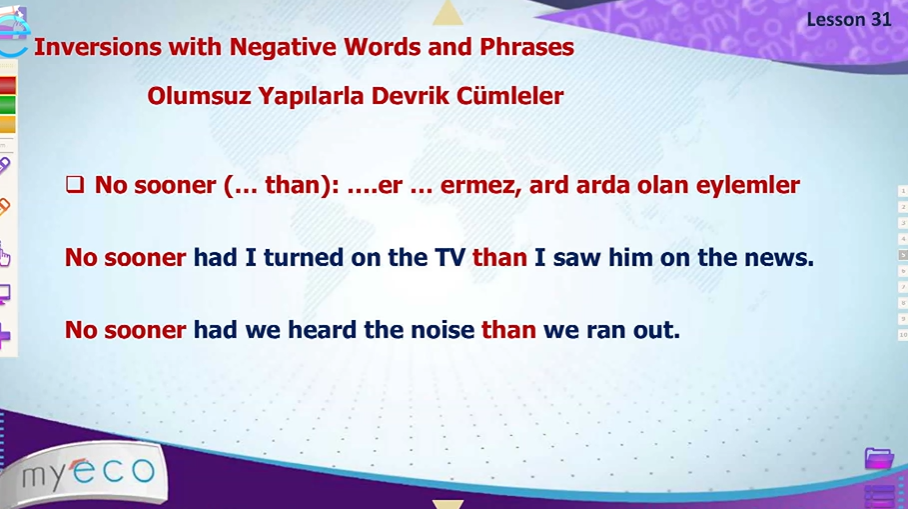 Lesson 31
Inversions with Negative Words and Phrases
Olumsuz Yapılarla Devrik Cümleler
No sooner (... than): ....er ... ermez, ard arda olan eylemler
No sooner had I turned on the TV than I saw him on the news.
No sooner had we heard the noise than we ran out.
1
2
3
4
5
6
7
8
9
10
myeco